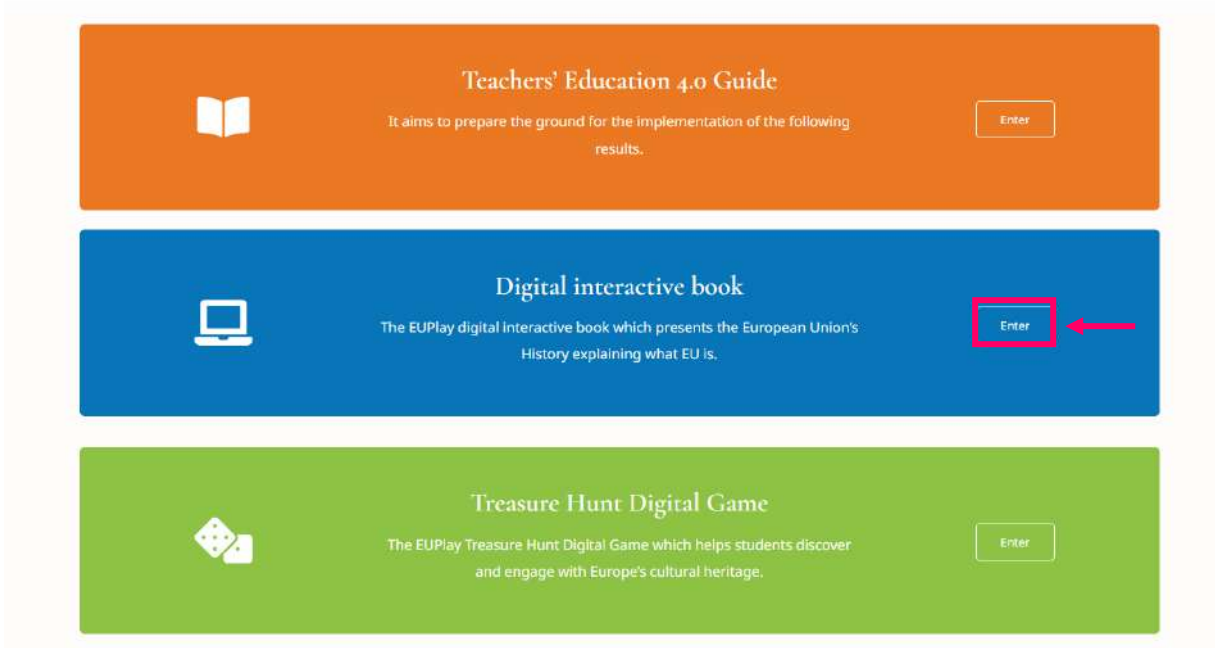 Teachers' Education 4.0 Guide
It aims to prepare the ground for the implementation of the following
results.
Enter
Digital interactive book
The EUPlay digital interactive book which presents the European Union's
History explaining what EU is.
Enter
Treasure Hunt Digital Game
The EUPlay Treasure Hunt Digital Game which helps students discover
and engage with Europe's cultural heritage.
Enter